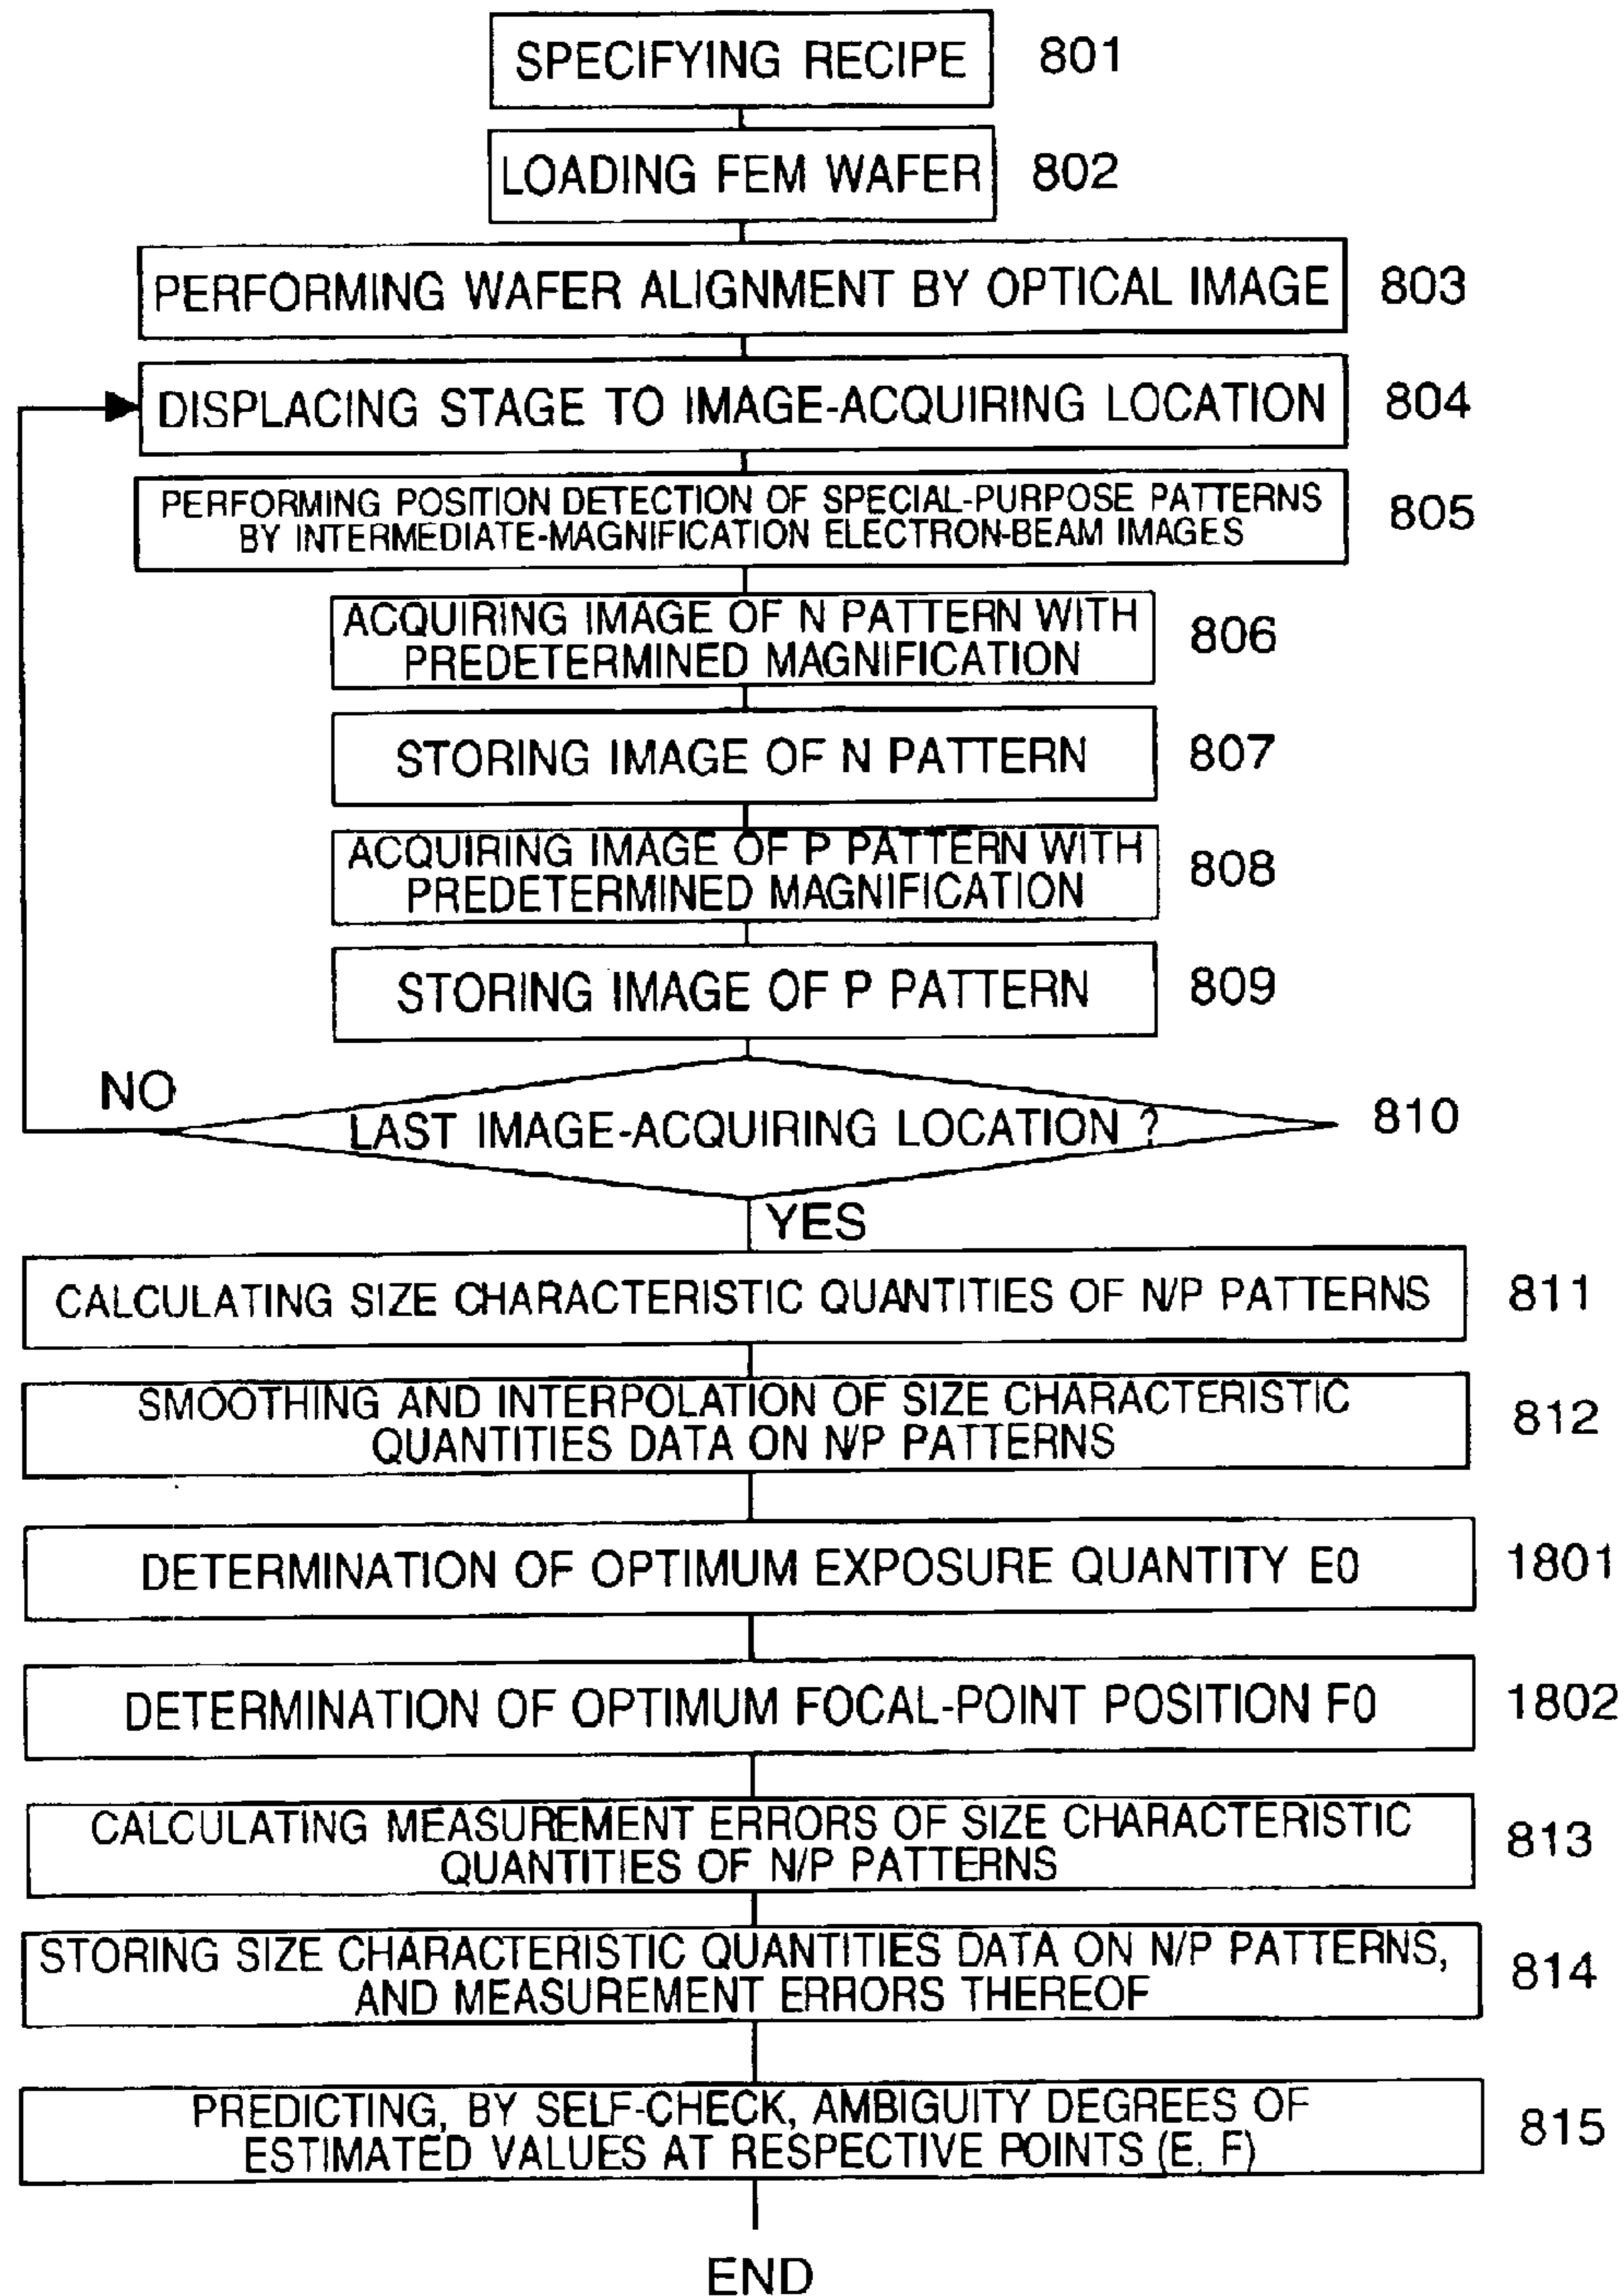 SPECIFYING RECIPE 801
LOADING FEM WAFER 802
PERFORMING WAFER ALIGNMENT BY OPTICAL IMAGE 803
DISPLACING STAGE TO IMAGE-ACQUIRING LOCATION 804
PERFORMING POSITION DETECTION OF SPECIAL-PURPOSE PATTERNS
BY INTERMEDIATE-MAGNIFICATION ELECTRON-BEAM IMAGES 805
ACQUIRING IMAGE OF N PATTERN WITH
PREDETERMINED MAGNIFICATION 806
STORING IMAGE OF N PATTERN 807
ACQUIRING IMAGE OF P PATTERN WITH
PREDETERMINED MAGNIFICATION 808
STORING IMAGE OF P PATTERN 809
NO
LAST IMAGE-ACQUIRING LOCATION ? 810
YES
CALCULATING SIZE CHARACTERISTIC QUANTITIES OF N/P PATTERNS 811
SMOOTHING AND INTERPOLATION OF SIZE CHARACTERISTIC
QUANTITIES DATA ON N/P PATTERNS 812
DETERMINATION OF OPTIMUM EXPOSURE QUANTITY E0 1801
DETERMINATION OF OPTIMUM FOCAL-POINT POSITION F0 1802
CALCULATING MEASUREMENT ERRORS OF SIZE CHARACTERISTIC
QUANTITIES OF N/P PATTERNS 813
STORING SIZE CHARACTERISTIC QUANTITIES DATA ON N/P PATTERNS,
AND MEASUREMENT ERRORS THEREOF 814
PREDICTING, BY SELF-CHECK, AMBIGUITY DEGREES OF
ESTIMATED VALUES AT RESPECTIVE POINTS (E, F) 815
END